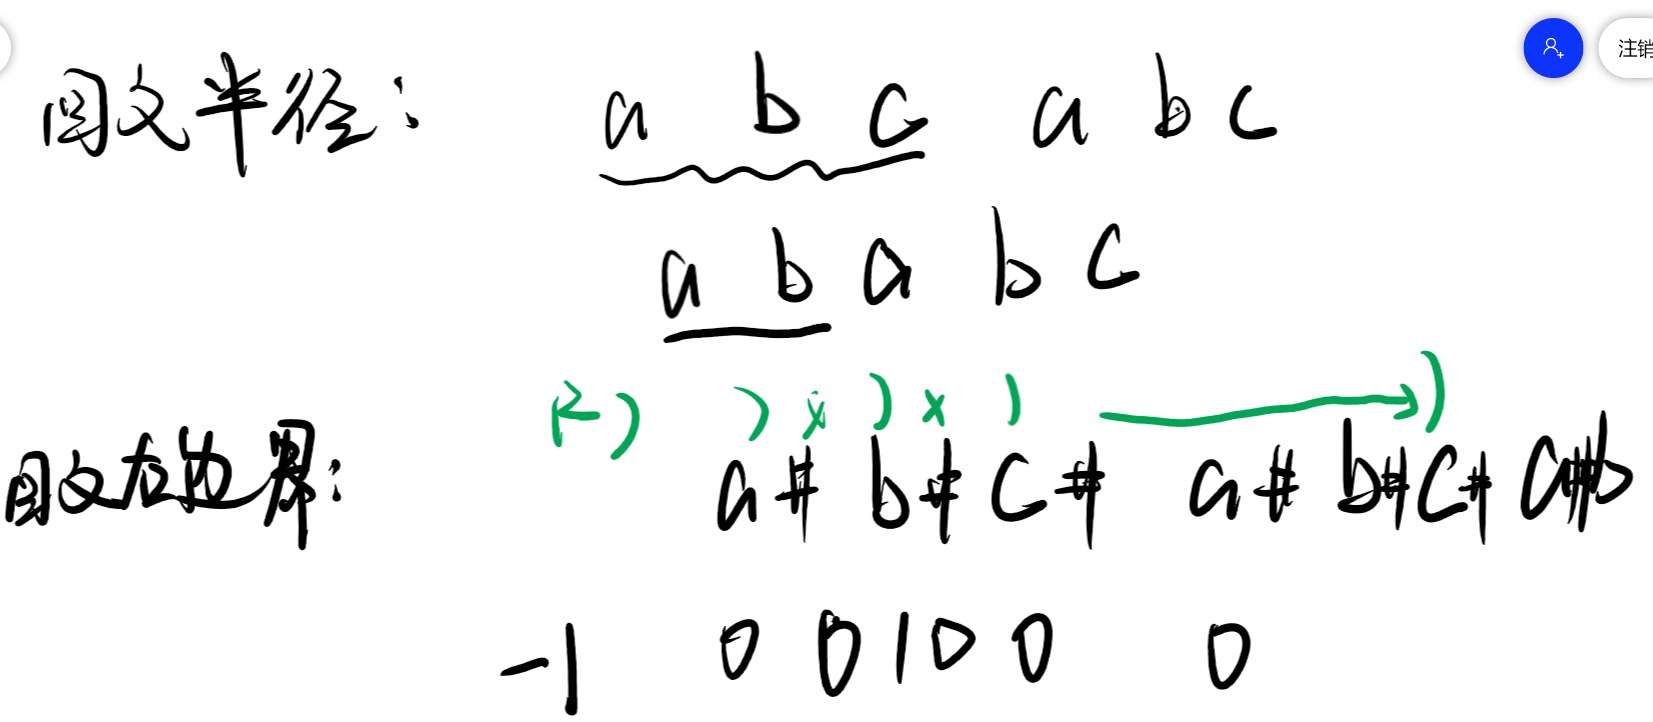 注销
回文半径: a b c a b c
a b a b c
R) ) x ) x ) )
回文右边界: a # b # c # a # b # c # a # b
-1 0 0 1 0 0 0